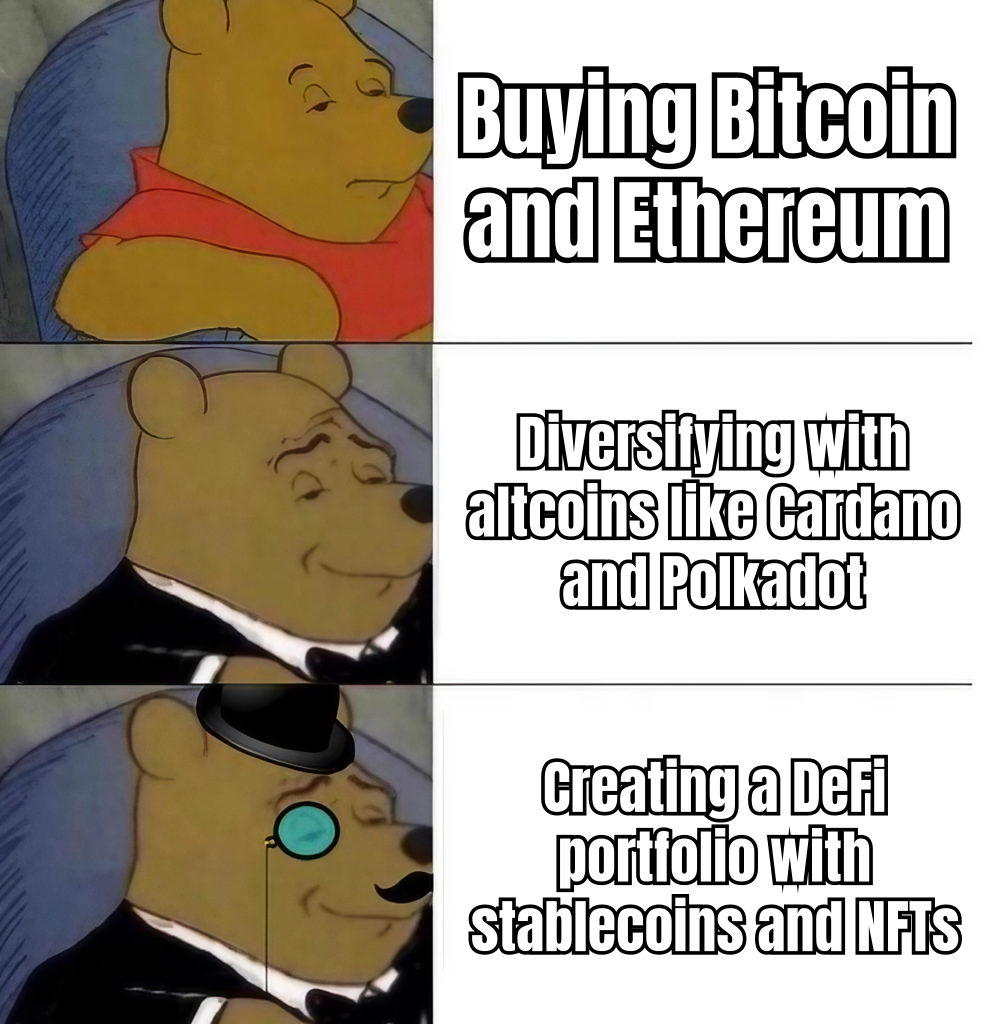 Buying Bitcoin
and Ethereum
Diversifying with
altcoins like Cardano
and Polkadot
Creating a DeFi
portfolio with
stablecoins and NFTs